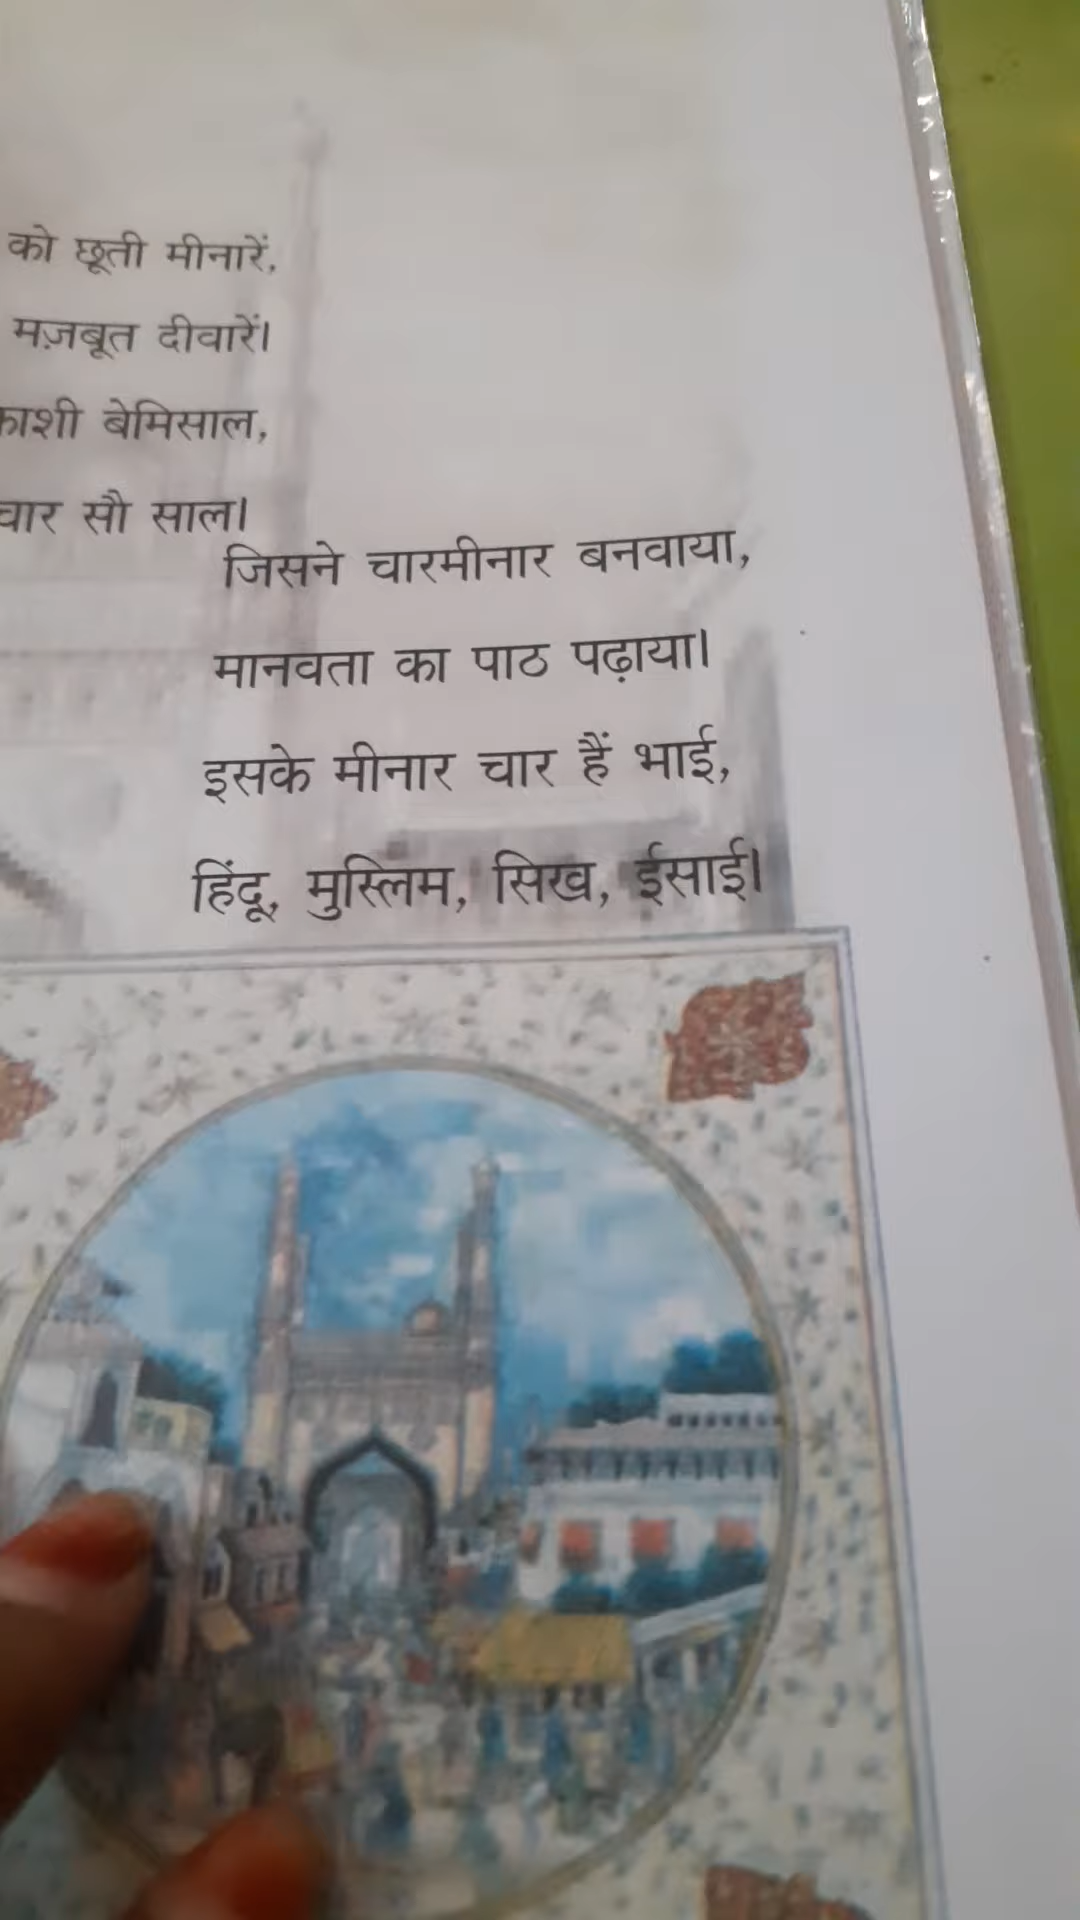 को छूती मीनारें,
मज़बूत दीवारें।
बेमिसाल,
चार सौ साल।
जिसने चारमीनार बनवाया,
मानवता का पाठ पढ़ाया।
इसके मीनार चार हैं भाई,
हिंदू, मुस्लिम, सिख, ईसाई।